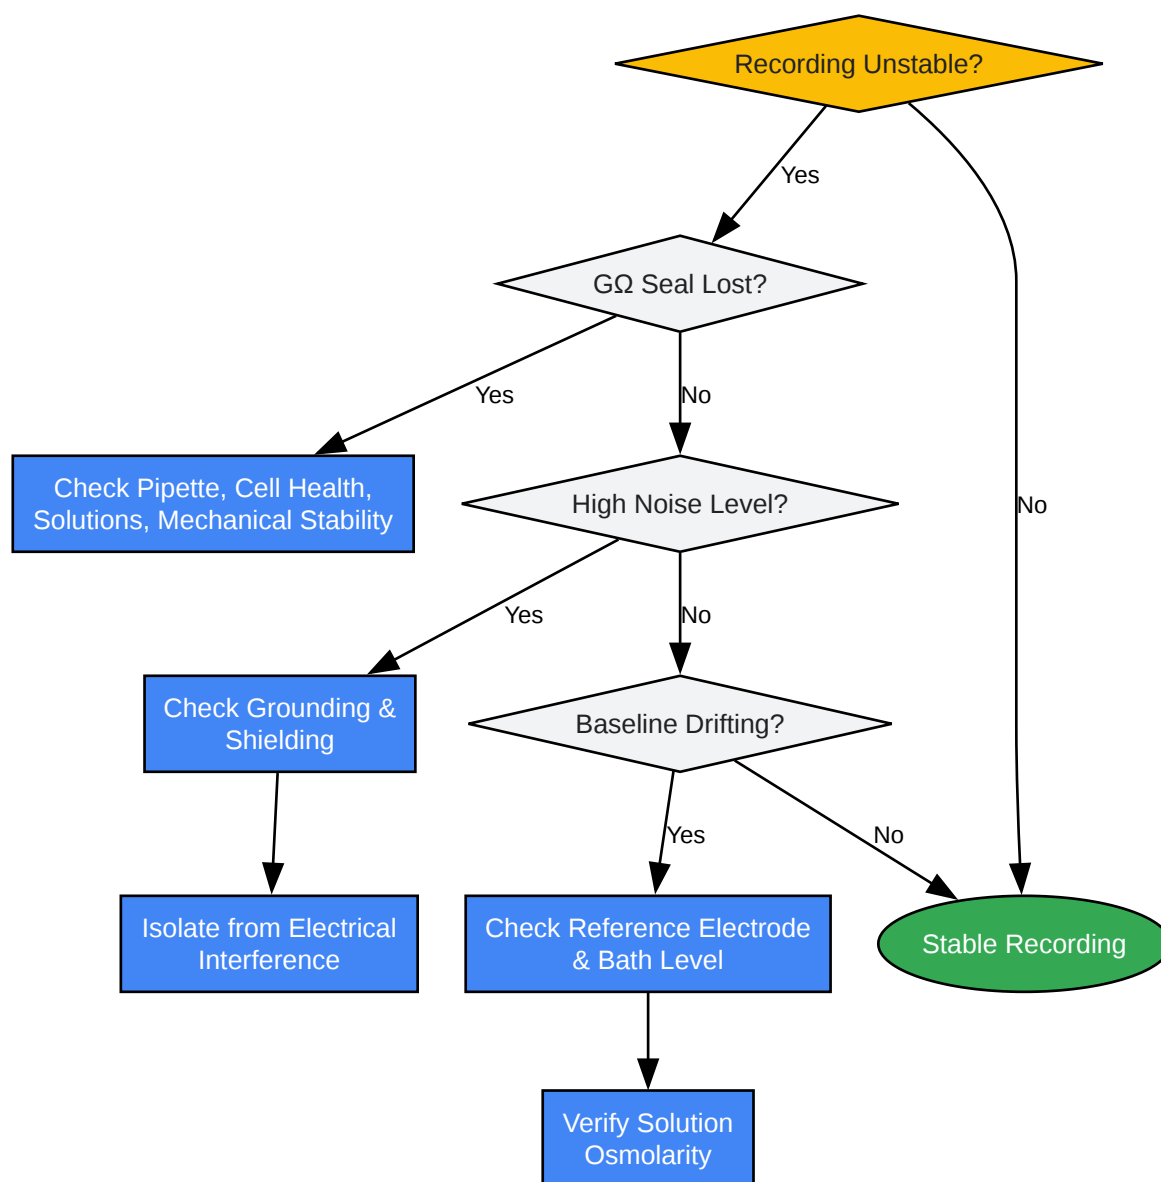 Recording Unstable?
Yes
GΩ Seal Lost?
Yes
No
Check Pipette, Cell Health,
Solutions, Mechanical Stability
High Noise Level?
No
Yes
No
Check Grounding &
Shielding
Baseline Drifting?
Yes
No
Isolate from Electrical
Interference
Check Reference Electrode
& Bath Level
Stable Recording
Verify Solution
Osmolarity